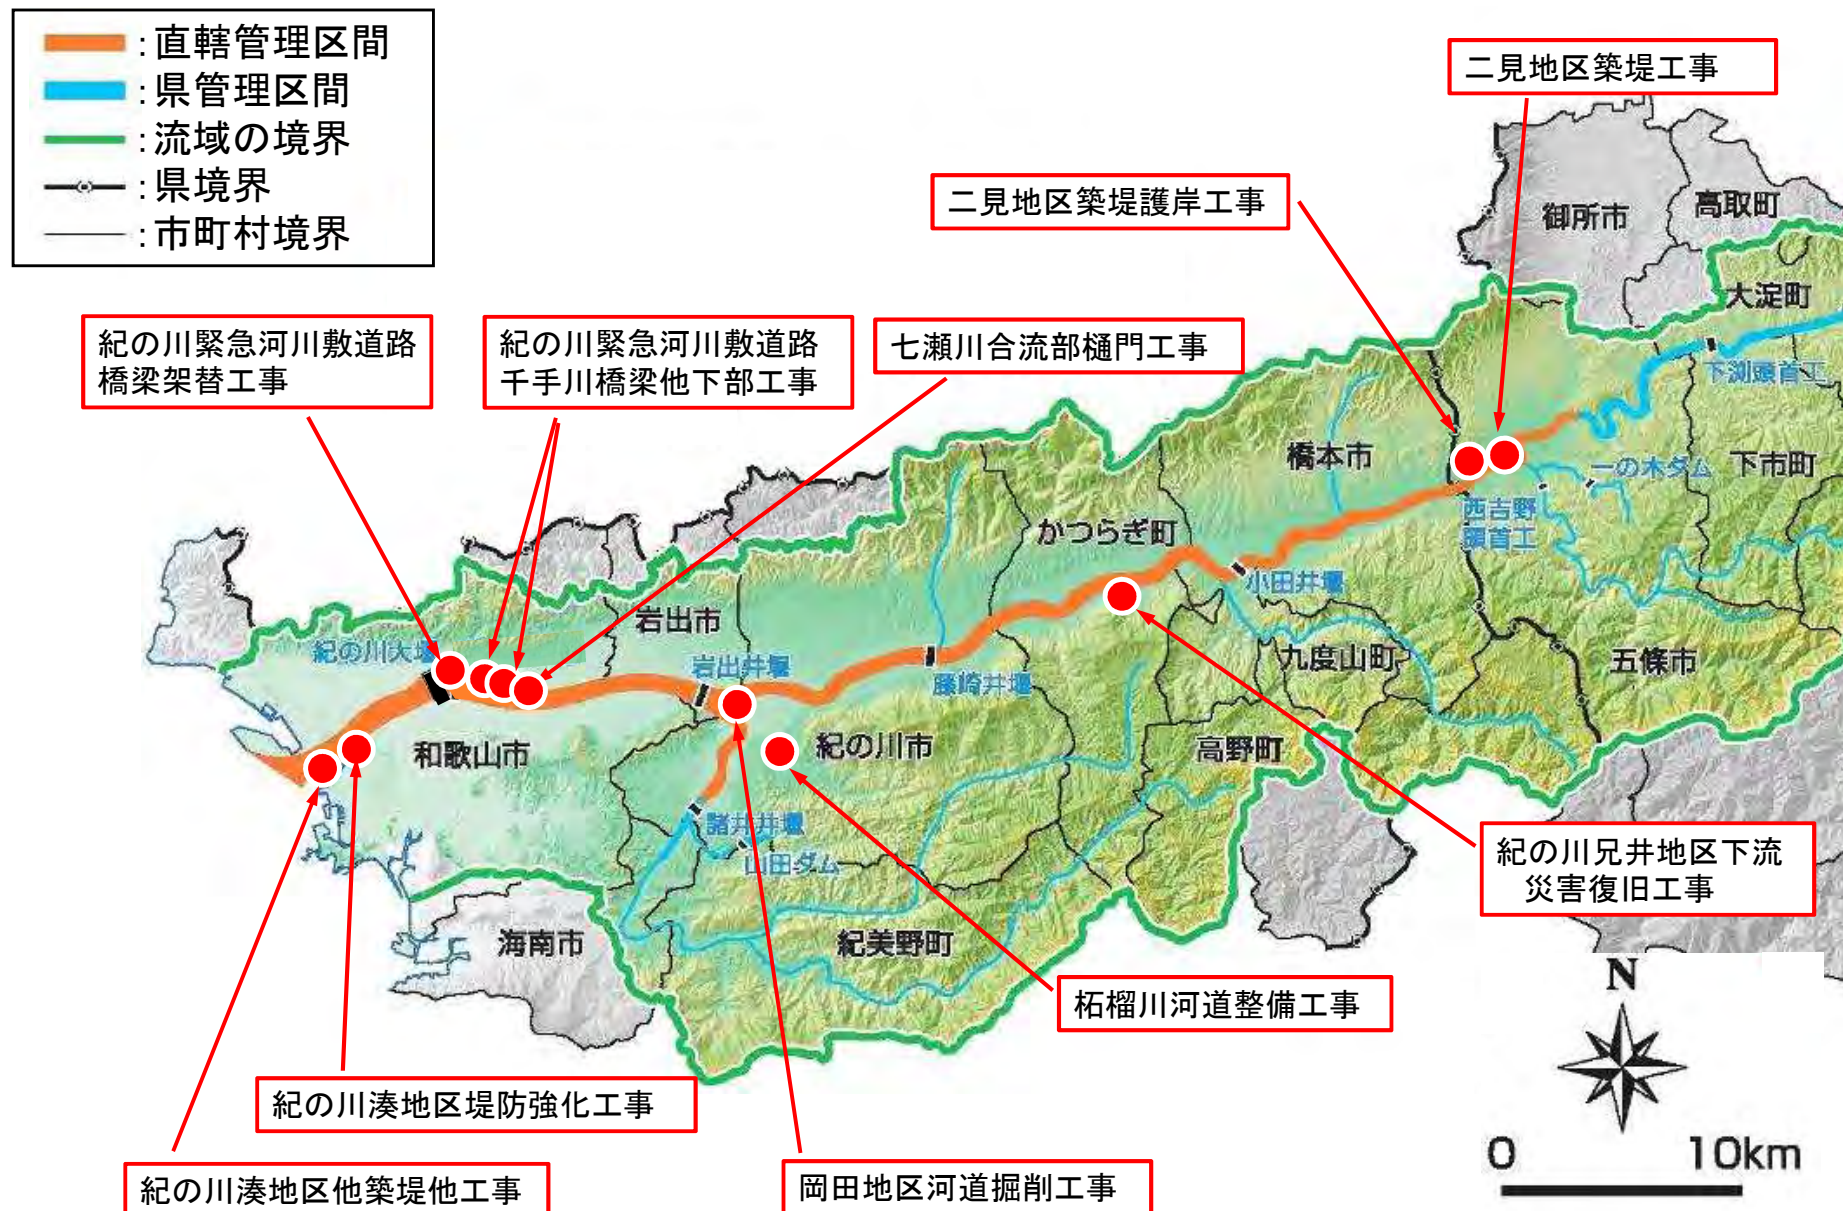 ：直轄管理区間
：県管理区間
：流域の境界
：県境界
：市町村境界
二見地区築堤工事
二見地区築堤護岸工事
御所市
高取町
大淀町
紀の川緊急河川敷道路
橋梁架替工事
紀の川緊急河川敷道路
千手川橋梁他下部工事
七瀬川合流部樋門工事
下渕頭首工
橋本市
一の木ダム
下市町
西吉野
頭首工
かつらぎ町
小田井堰
岩出市
紀の川大堰
岩出井堰
藤崎井堰
九度山町
五條市
和歌山市
紀の川市
高野町
諸井井堰
山田ダム
紀の川兄井地区下流
災害復旧工事
海南市
紀美野町
柘榴川河道整備工事
紀の川湊地区堤防強化工事
紀の川湊地区他築堤他工事
岡田地区河道掘削工事
N
0
10km